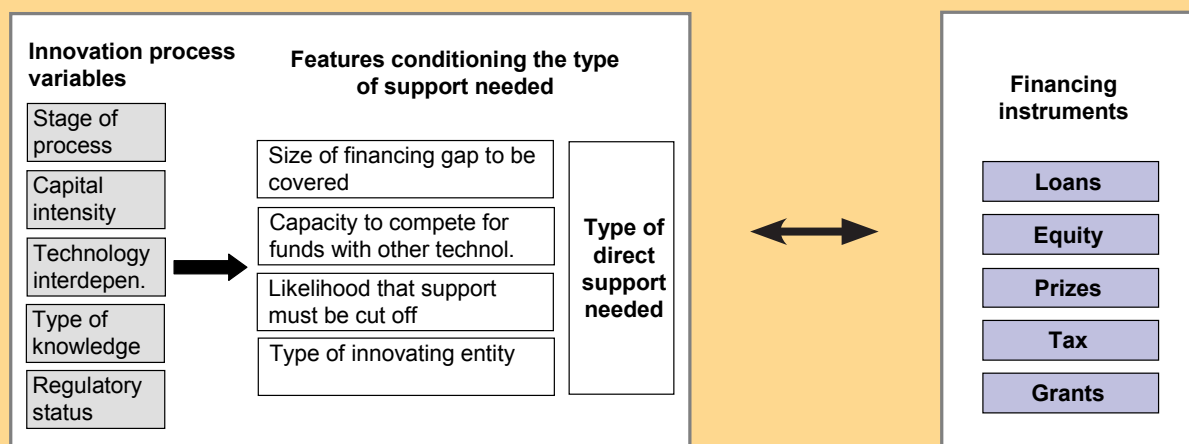 Innovation process
variables
Stage of
process
Capital
intensity
Technology
interdepen.
Type of
knowledge
Regulatory
status
Features conditioning the type
of support needed
Size of financing gap to be
covered
Capacity to compete for
funds with other technol.
Likelihood that support
must be cut off
Type of innovating entity
Type of
direct
support
needed
Financing
instruments
Loans
Equity
Prizes
Tax
Grants